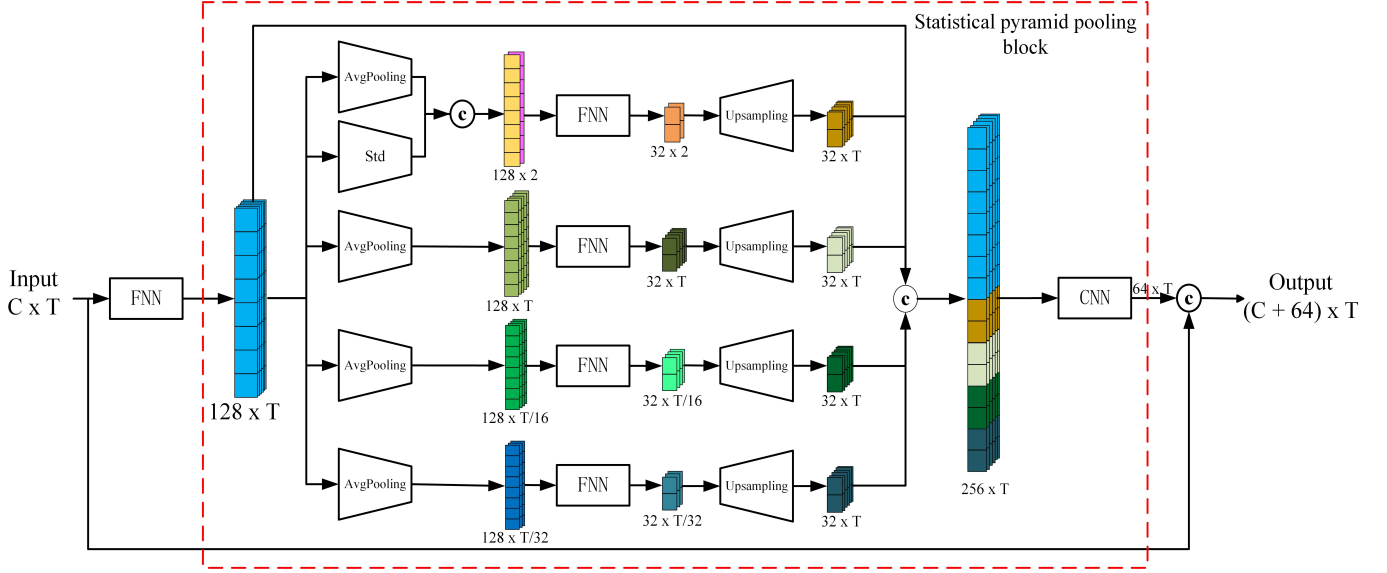 Statistical pyramid pooling
block
AvgPooling
c
FNN
Upsampling
Std
128 x 2
32 x 2
32 x T
AvgPooling
FNN
Upsampling
128 x T
32 x T
32 x T
Input
C x T
FNN
128 x T
c
CNN
64 x T
c
Output
(C + 64) x T
AvgPooling
FNN
Upsampling
128 x T/16
32 x T/16
32 x T
AvgPooling
FNN
Upsampling
128 x T/32
32 x T/32
32 x T
256 x T